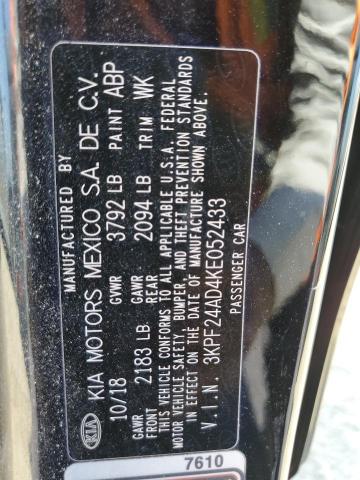 MANUFACTURED BY
KIA KIA MOTORS MEXICO S.A. DE C.V.
10/18 GVWR 3792 LB PAINT ABP
GAWR FRONT 2183 LB. GAWR REAR 2094 LB TRIM WK
THIS VEHICLE CONFORMS TO ALL APPLICABLE U.S.A. FEDERAL
MOTOR VEHICLE SAFETY, BUMPER, AND THEFT PREVENTION STANDARDS
IN EFFECT ON THE DATE OF MANUFACTURE SHOWN ABOVE.
V.I.N. 3KPF24AD4KE052433
PASSENGER CAR
7610